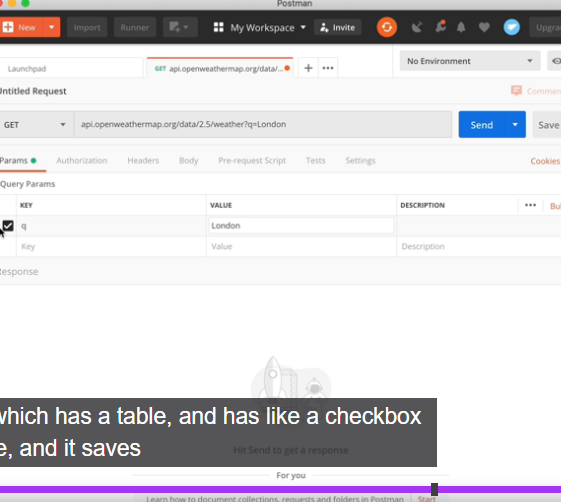 Postman
New
Import
Runner
My Workspace
Invite
Launchpad
GET api.openweathermap.org/data/...
No Environment
Untitled Request
GET
api.openweathermap.org/data/2.5/weather?q=London
Send
Save
Params
Authorization
Headers
Body
Pre-request Script
Tests
Settings
Cookies
Query Params
KEY
VALUE
DESCRIPTION
q
London
Key
Value
Description
Response
which has a table, and has like a checkbox
and it saves
Hit Send to get a response
For you
Learn how to document collections, requests and folders in Postman
Start